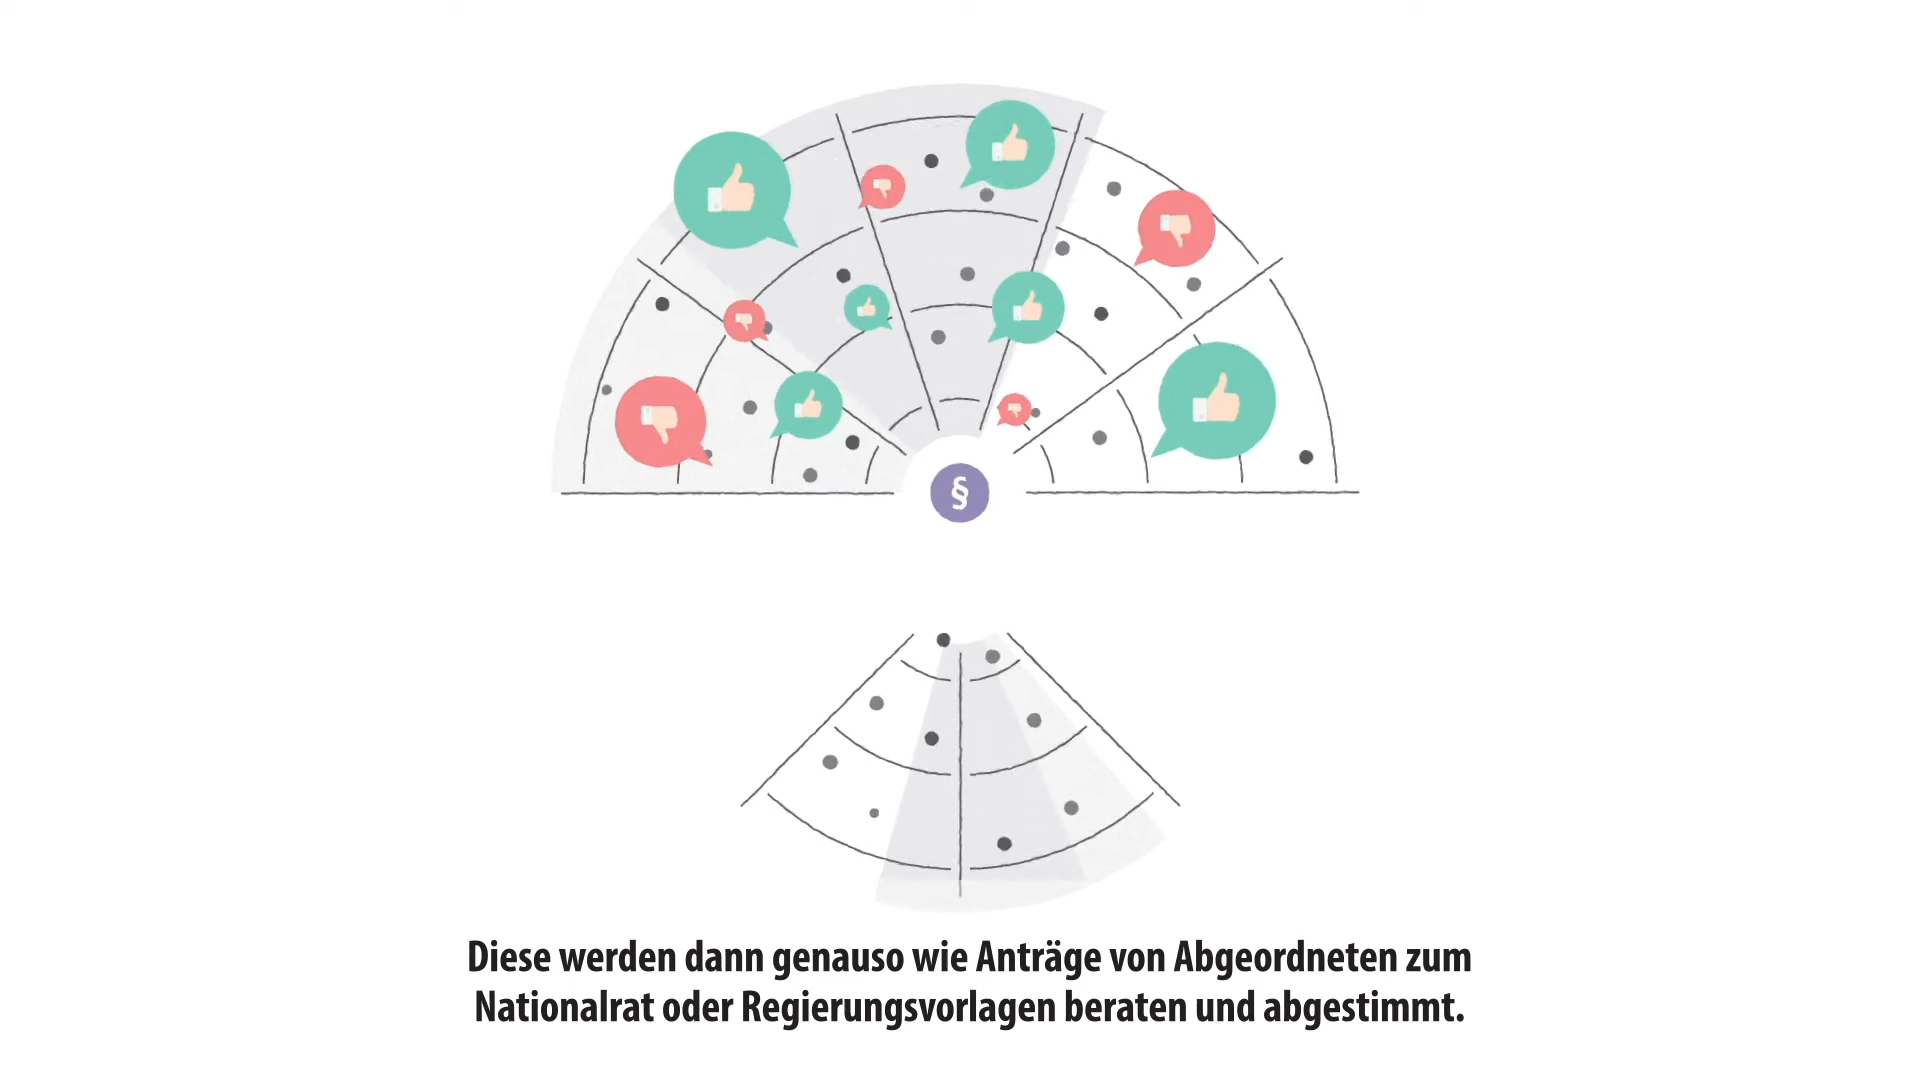 §
Diese werden dann genauso wie Anträge von Abgeordneten zum
Nationalrat oder Regierungsvorlagen beraten und abgestimmt.